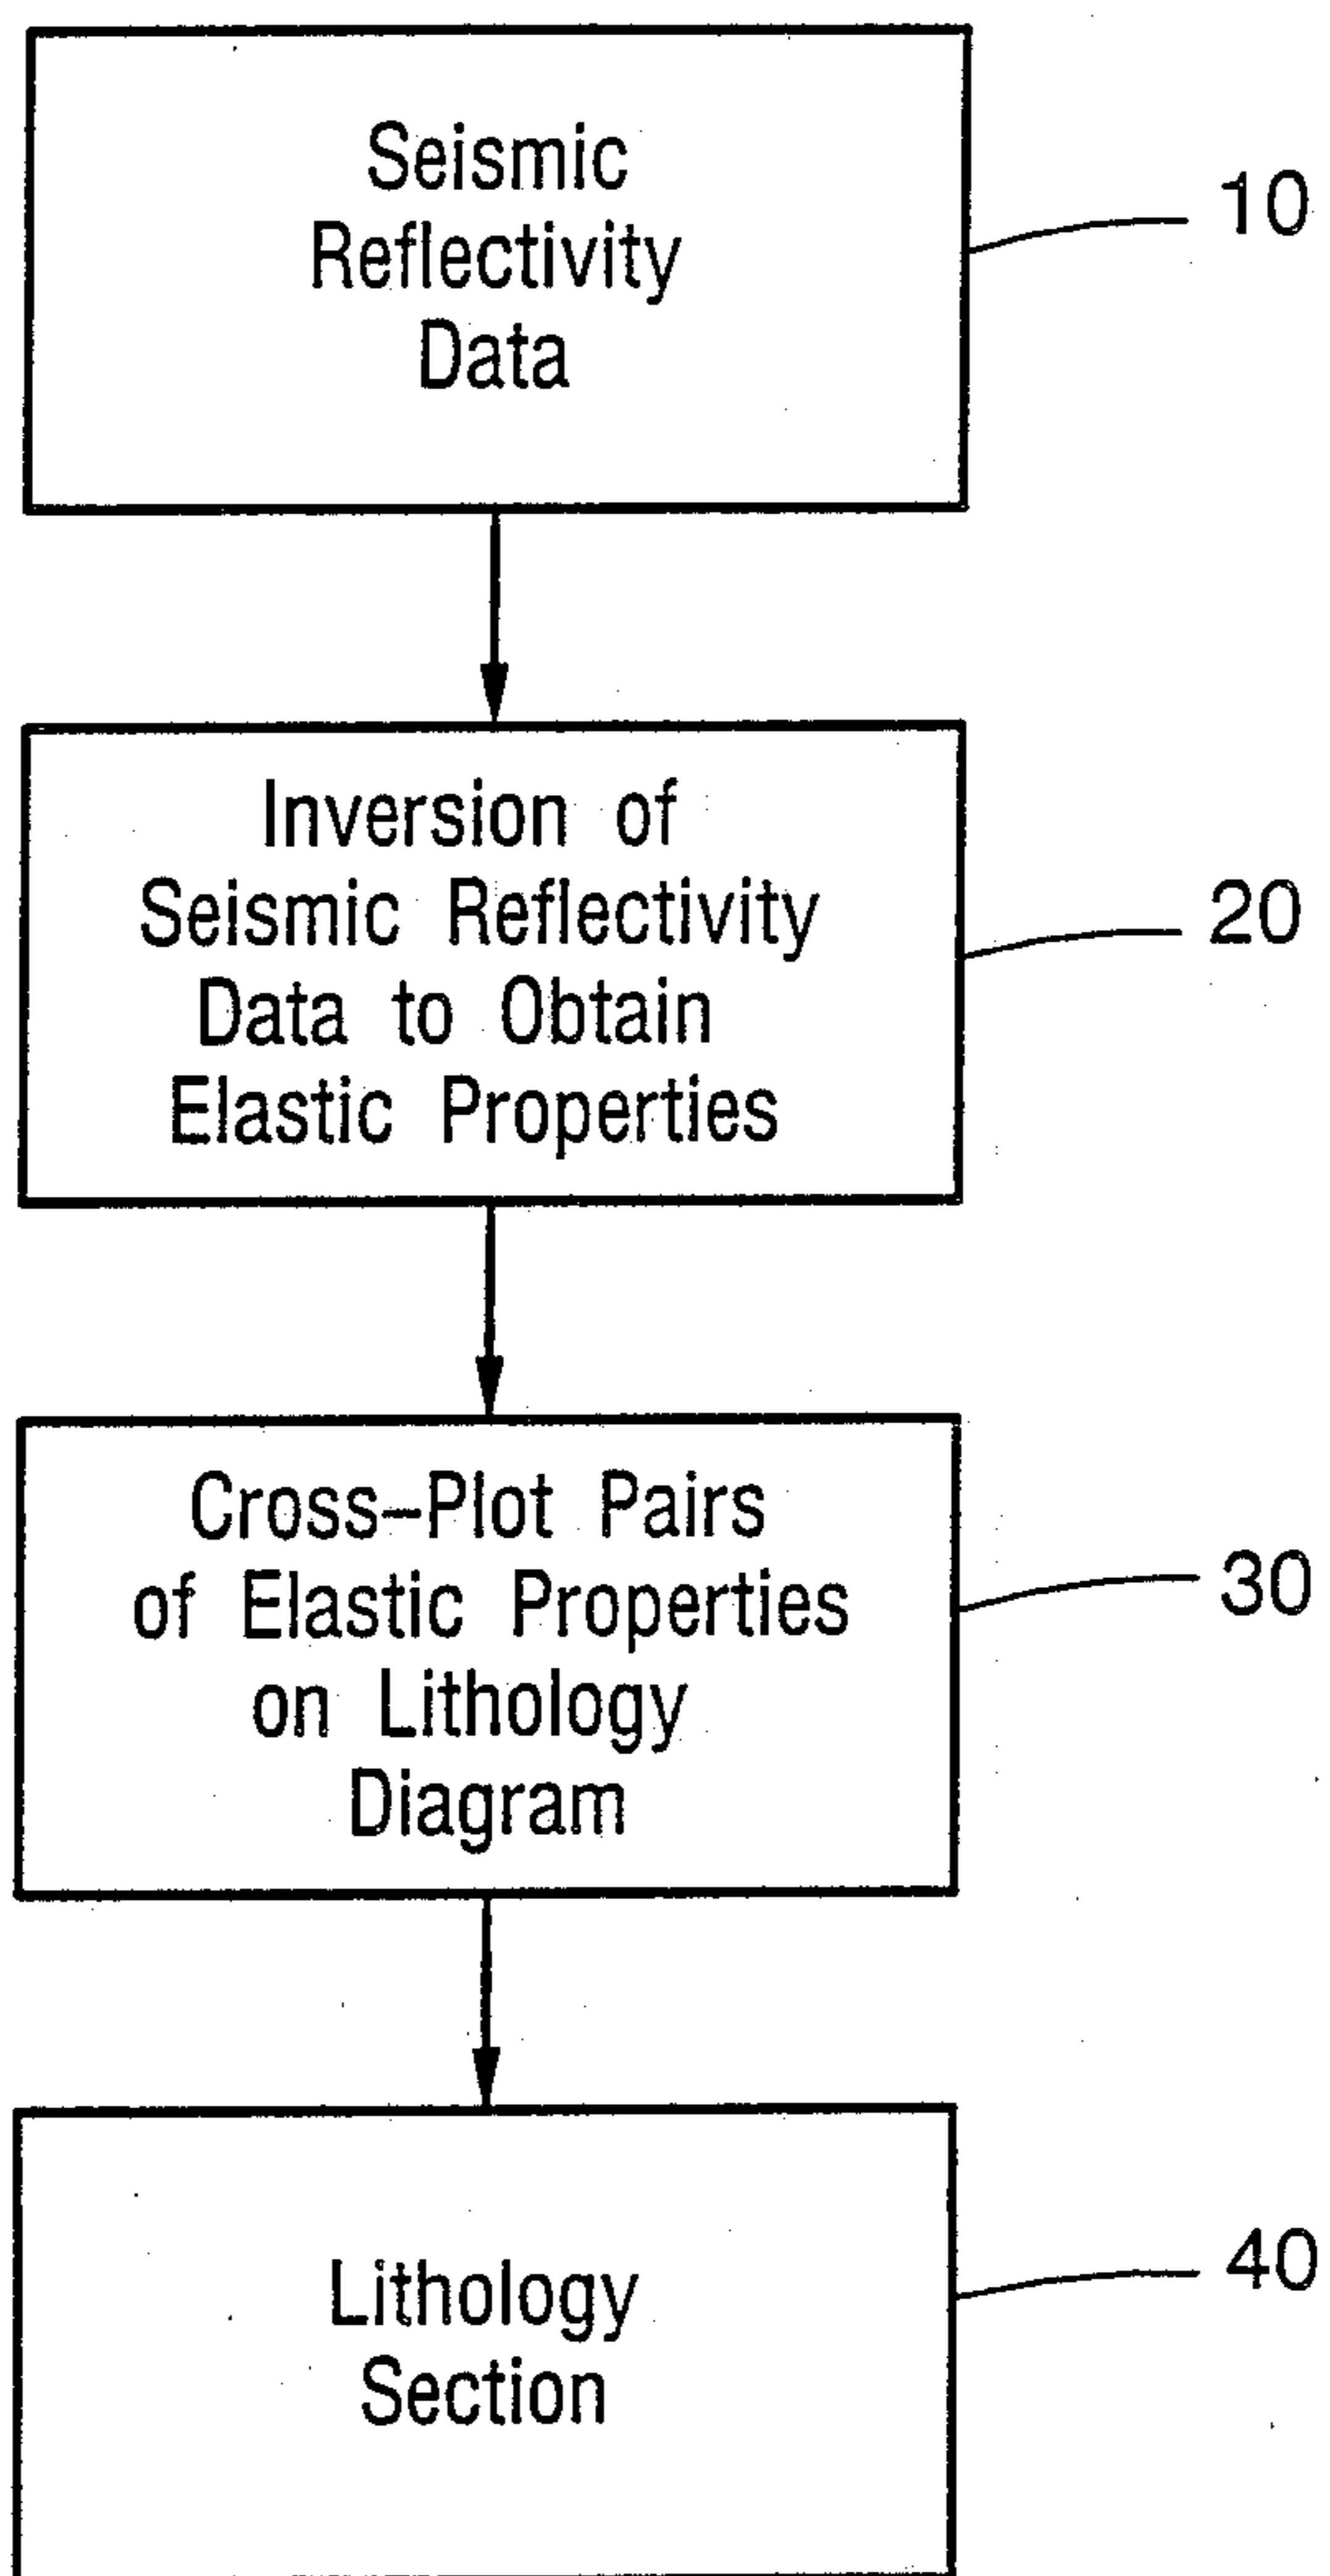 Seismic
Reflectivity
Data
10
Inversion of
Seismic Reflectivity
Data to Obtain
Elastic Properties
20
Cross-Plot Pairs
of Elastic Properties
on Lithology
Diagram
30
Lithology
Section
40